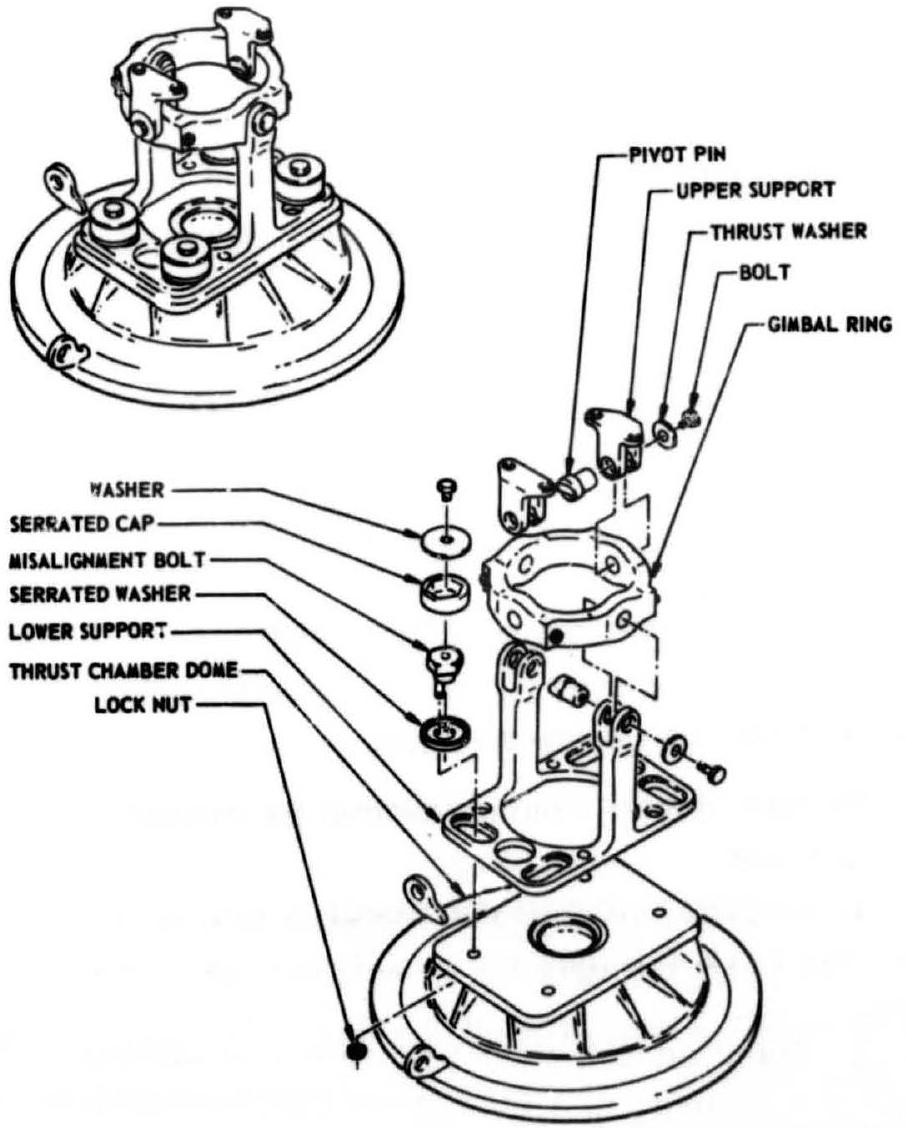 PIVOT PIN
UPPER SUPPORT
THRUST WASHER
BOLT
GIMBAL RING
WASHER
SERRATED CAP
MISALIGNMENT BOLT
SERRATED WASHER
LOWER SUPPORT
THRUST CHAMBER DOME
LOCK NUT